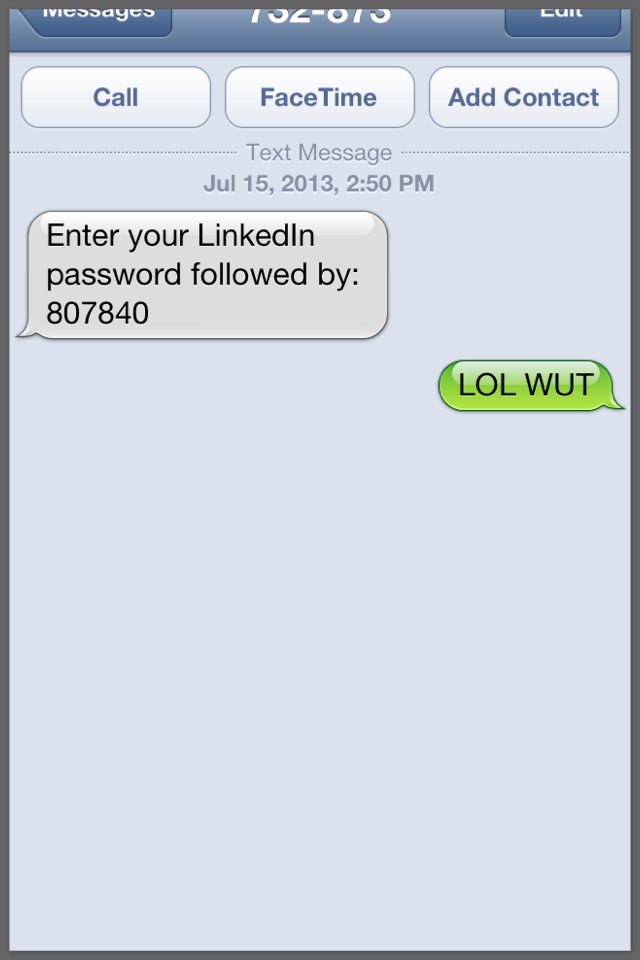 Messages
732-873
Edit
Call
FaceTime
Add Contact
Text Message
Jul 15, 2013, 2:50 PM
Enter your LinkedIn
password followed by:
807840
LOL WUT